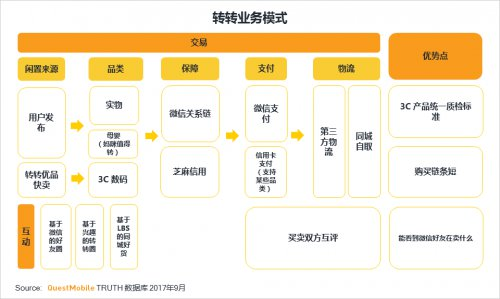 转转业务模式
交易
优势点
闲置来源
品类
保障
支付
物流
用户发
布
实物
母婴
(妈咪值得
转)
微信关系链
微信支
付
第三
方物
流
同城
自取
3C 产品统一质检标
准
转转优品
快卖
3C 数码
芝麻信用
信用卡
支付
(支持
某些品
类)
购买链条短
互
动
基于
微信
的好
友圈
基于
兴趣
的转
转圈
基于
LBS
的同
城好
货
买卖双方互评
能看到微信好友在卖什么
Source: QuestMobile TRUTH 数据库 2017年9月